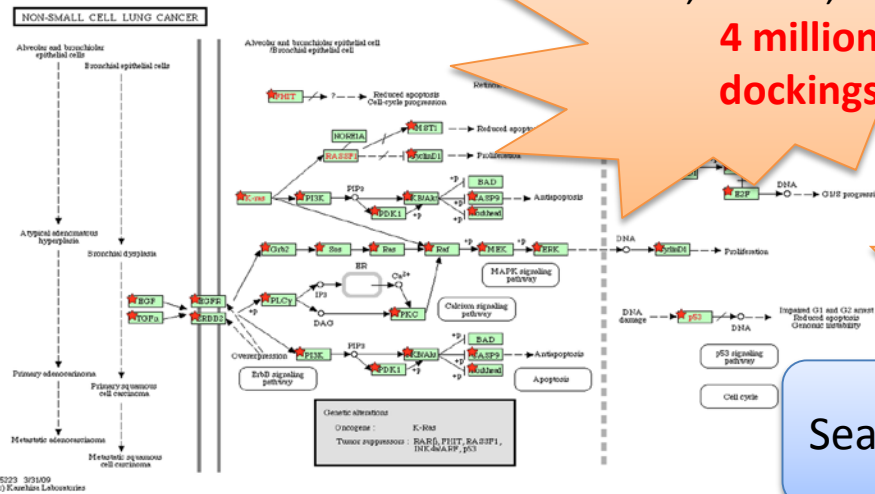 NON-SMALL CELL LUNG CANCER
4 million
dockings
Alveolar and bronchiolar
epithelial cells
Bronchial epithelial cells
Alveolar and bronchiolar epithelial cell
/Bronchial epithelial cell
FHIT
?
Reduced apoptosis
Cell-cycle progression
NORE1A
MST1
RASSF1
CyclinD1
Proliferation
K-ras
PI3K
PIP3
PKB/Akt
PDK1
+p
BAD
CASP9
Antiapoptosis
E2F
DNA
Atypical adenomatous
hyperplasia
Bronchial dysplasia
Grb2
Sos
Ras
Raf
+p
MEK
+p
ERK
DNA
CyclinD1
Proliferation
MAPK signaling
pathway
EGF
EGFR
TGFα
ERBB2
+p
PLCγ
IP3
ER
Ca2+
DAG
PKC
Calcium signaling
pathway
DNA
damage
p53
DNA
Impaired G1 and G2 arrest
Reduced apoptosis
Genomic instability
Overexpression
PI3K
PIP3
PKB/Akt
PDK1
+p
BAD
CASP9
Antiapoptosis
ErbB signaling
pathway
Apoptosis
p53 signaling
pathway
Cell cycle
Primary adenocarcinoma
Primary squamous
cell carcinoma
Metastatic adenocarcinoma
Metastatic squamous
cell carcinoma
Genetic alterations
Oncogene : K-Ras
Tumor suppressors : RARβ, FHIT, RASSF1,
INK4a/ARF, p53
Sea
5223 3/31/09
Kanehisa Laboratories